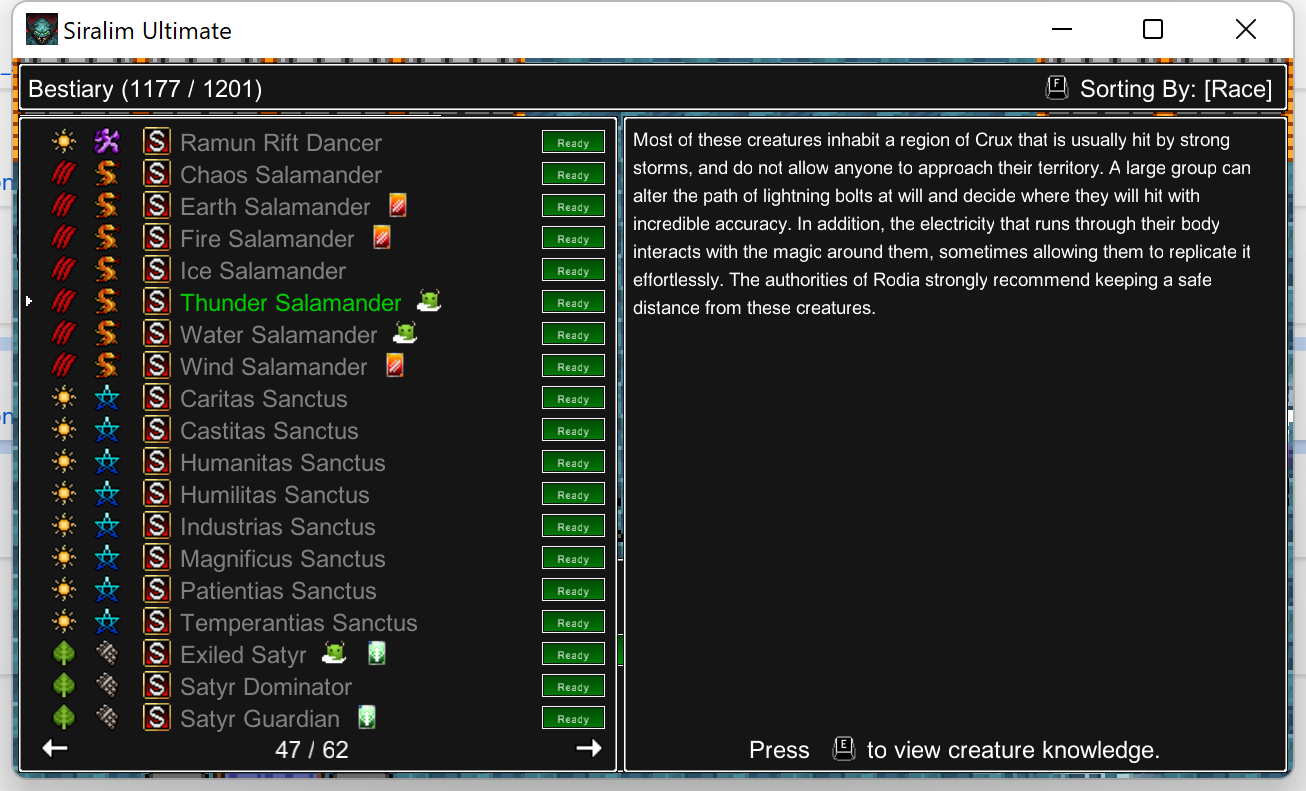 Siralim Ultimate
Bestiary (1177 / 1201)
F Sorting By: [Race]
S Ramun Rift Dancer Ready
S Chaos Salamander Ready
S Earth Salamander Ready
S Fire Salamander Ready
S Ice Salamander Ready
S Thunder Salamander Ready
S Water Salamander Ready
S Wind Salamander Ready
S Caritas Sanctus Ready
S Castitas Sanctus Ready
S Humanitas Sanctus Ready
S Humilitas Sanctus Ready
S Industrias Sanctus Ready
S Magnificus Sanctus Ready
S Patientias Sanctus Ready
S Temperantias Sanctus Ready
S Exiled Satyr Ready
S Satyr Dominator Ready
S Satyr Guardian Ready
47 / 62
Most of these creatures inhabit a region of Crux that is usually hit by strong
storms, and do not allow anyone to approach their territory. A large group can
alter the path of lightning bolts at will and decide where they will hit with
incredible accuracy. In addition, the electricity that runs through their body
interacts with the magic around them, sometimes allowing them to replicate it
effortlessly. The authorities of Rodia strongly recommend keeping a safe
distance from these creatures.
Press E to view creature knowledge.